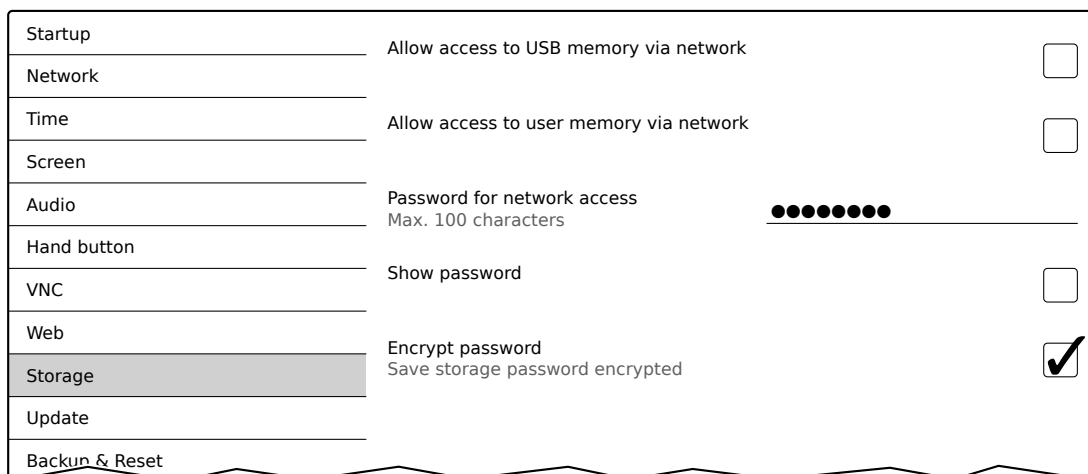 Startup
Network
Time
Screen
Audio
Hand button
VNC
Web
Storage
Update
Backup & Reset
Allow access to USB memory via network
Allow access to user memory via network
Password for network access
Max. 100 characters
●●●●●●●●
Show password
Encrypt password
Save storage password encrypted